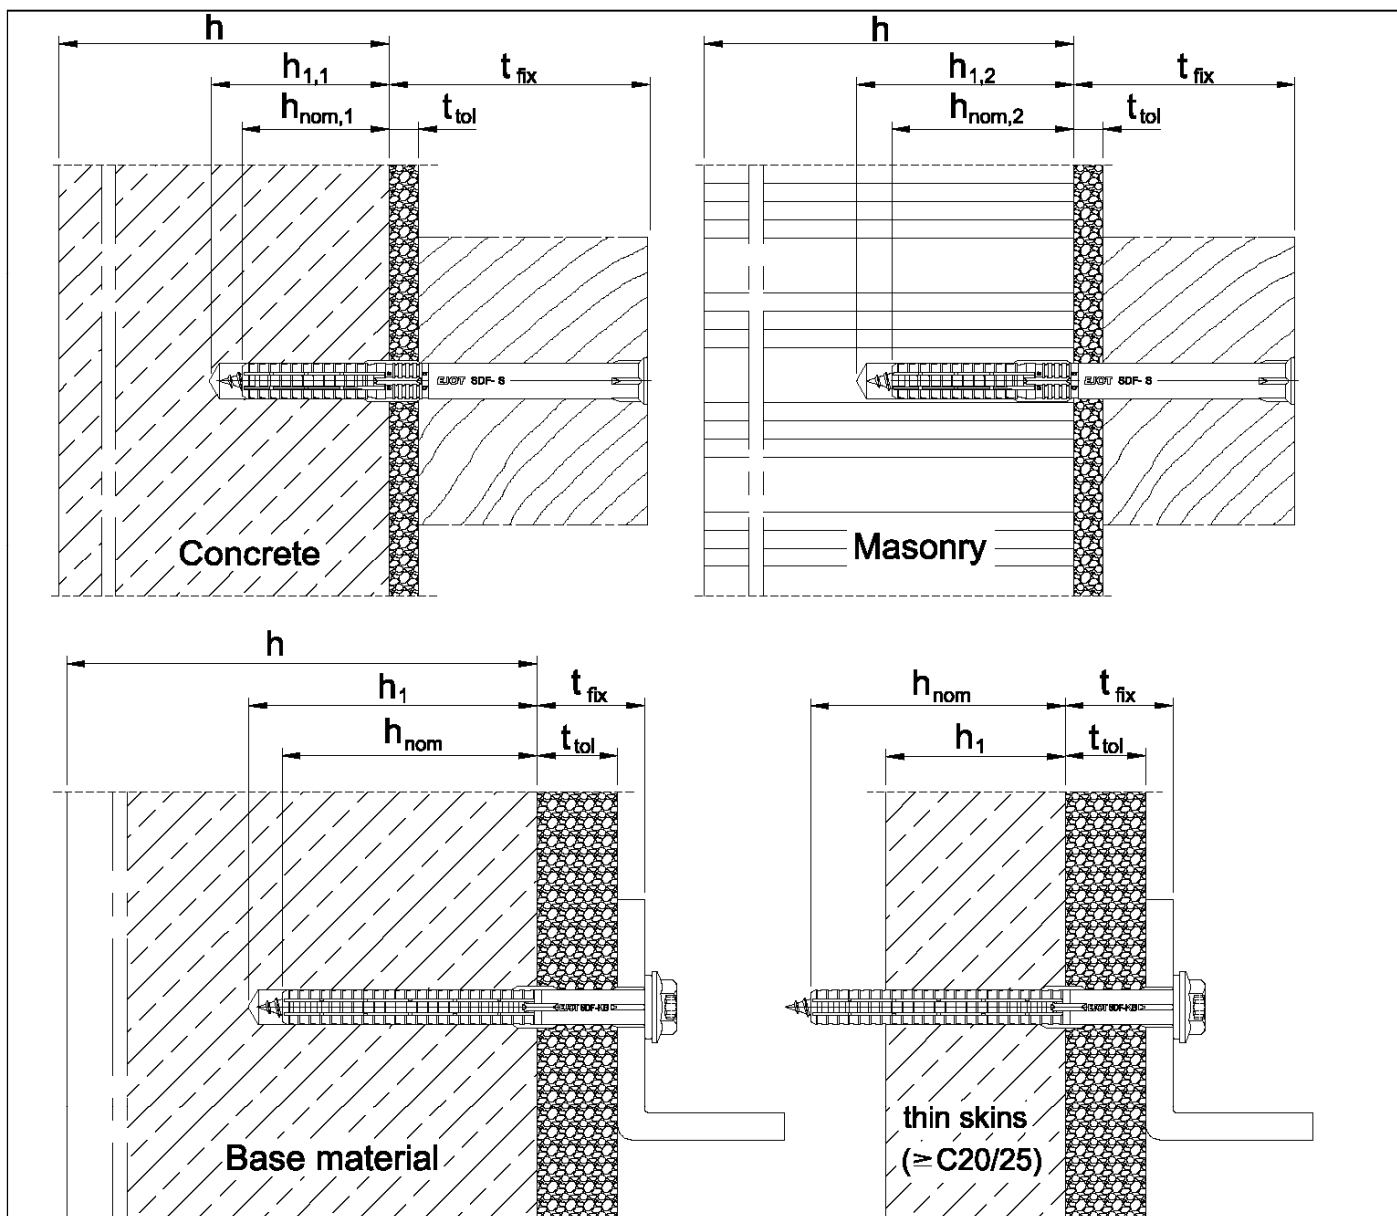 h
h1,1
tfix
hnom,1
ttol
EJOT SDF-S
Concrete
h
h1,2
tfix
hnom,2
ttol
EJOT SDF-S
Masonry
h
h1
tfix
hnom
ttol
EJOT SDF-KB
Base material
hnom
tfix
h1
ttol
EJOT SDF-KB
thin skins
(≥C20/25)